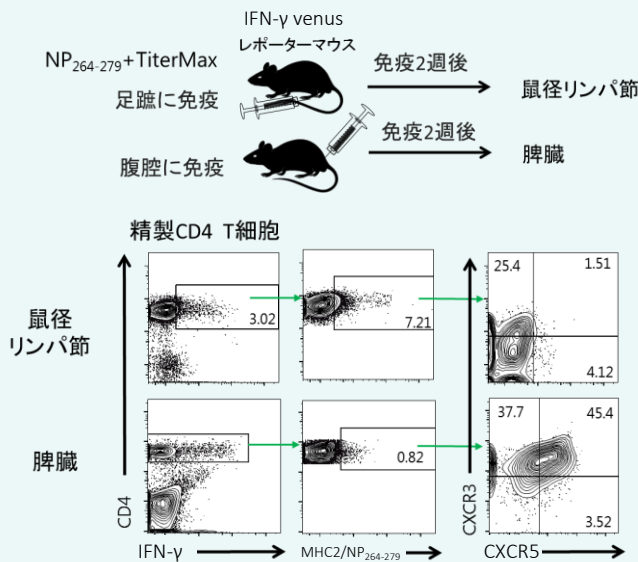 IFN-γ venus
レポーターマウス
NP264-279+TiterMax
足蹠に免疫
免疫2週後
鼠径リンパ節
腹腔に免疫
免疫2週後
脾臓
精製CD4 T細胞
鼠径
リンパ節
3.02
7.21
25.4
1.51
4.12
脾臓
0.82
37.7
45.4
3.52
CD4
CXCR3
IFN-γ
MHC2/NP264-279
CXCR5